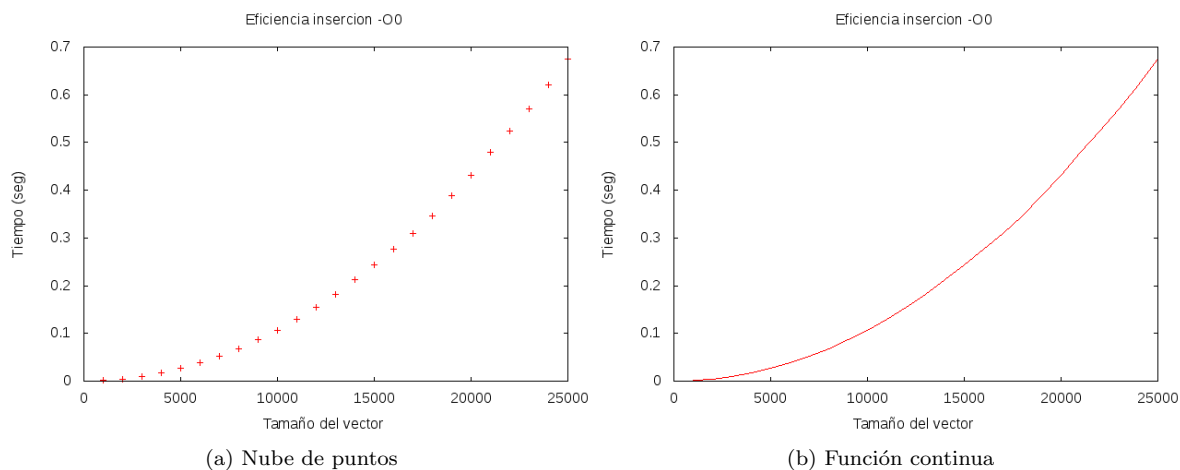 Eficiencia insercion -O0
0.7
0.6
0.5
0.4
0.3
0.2
0.1
0
Tiempo (seg)
0 5000 10000 15000 20000 25000
Tamaño del vector
(a) Nube de puntos
Eficiencia insercion -O0
0.7
0.6
0.5
0.4
0.3
0.2
0.1
0
Tiempo (seg)
0 5000 10000 15000 20000 25000
Tamaño del vector
(b) Función continua